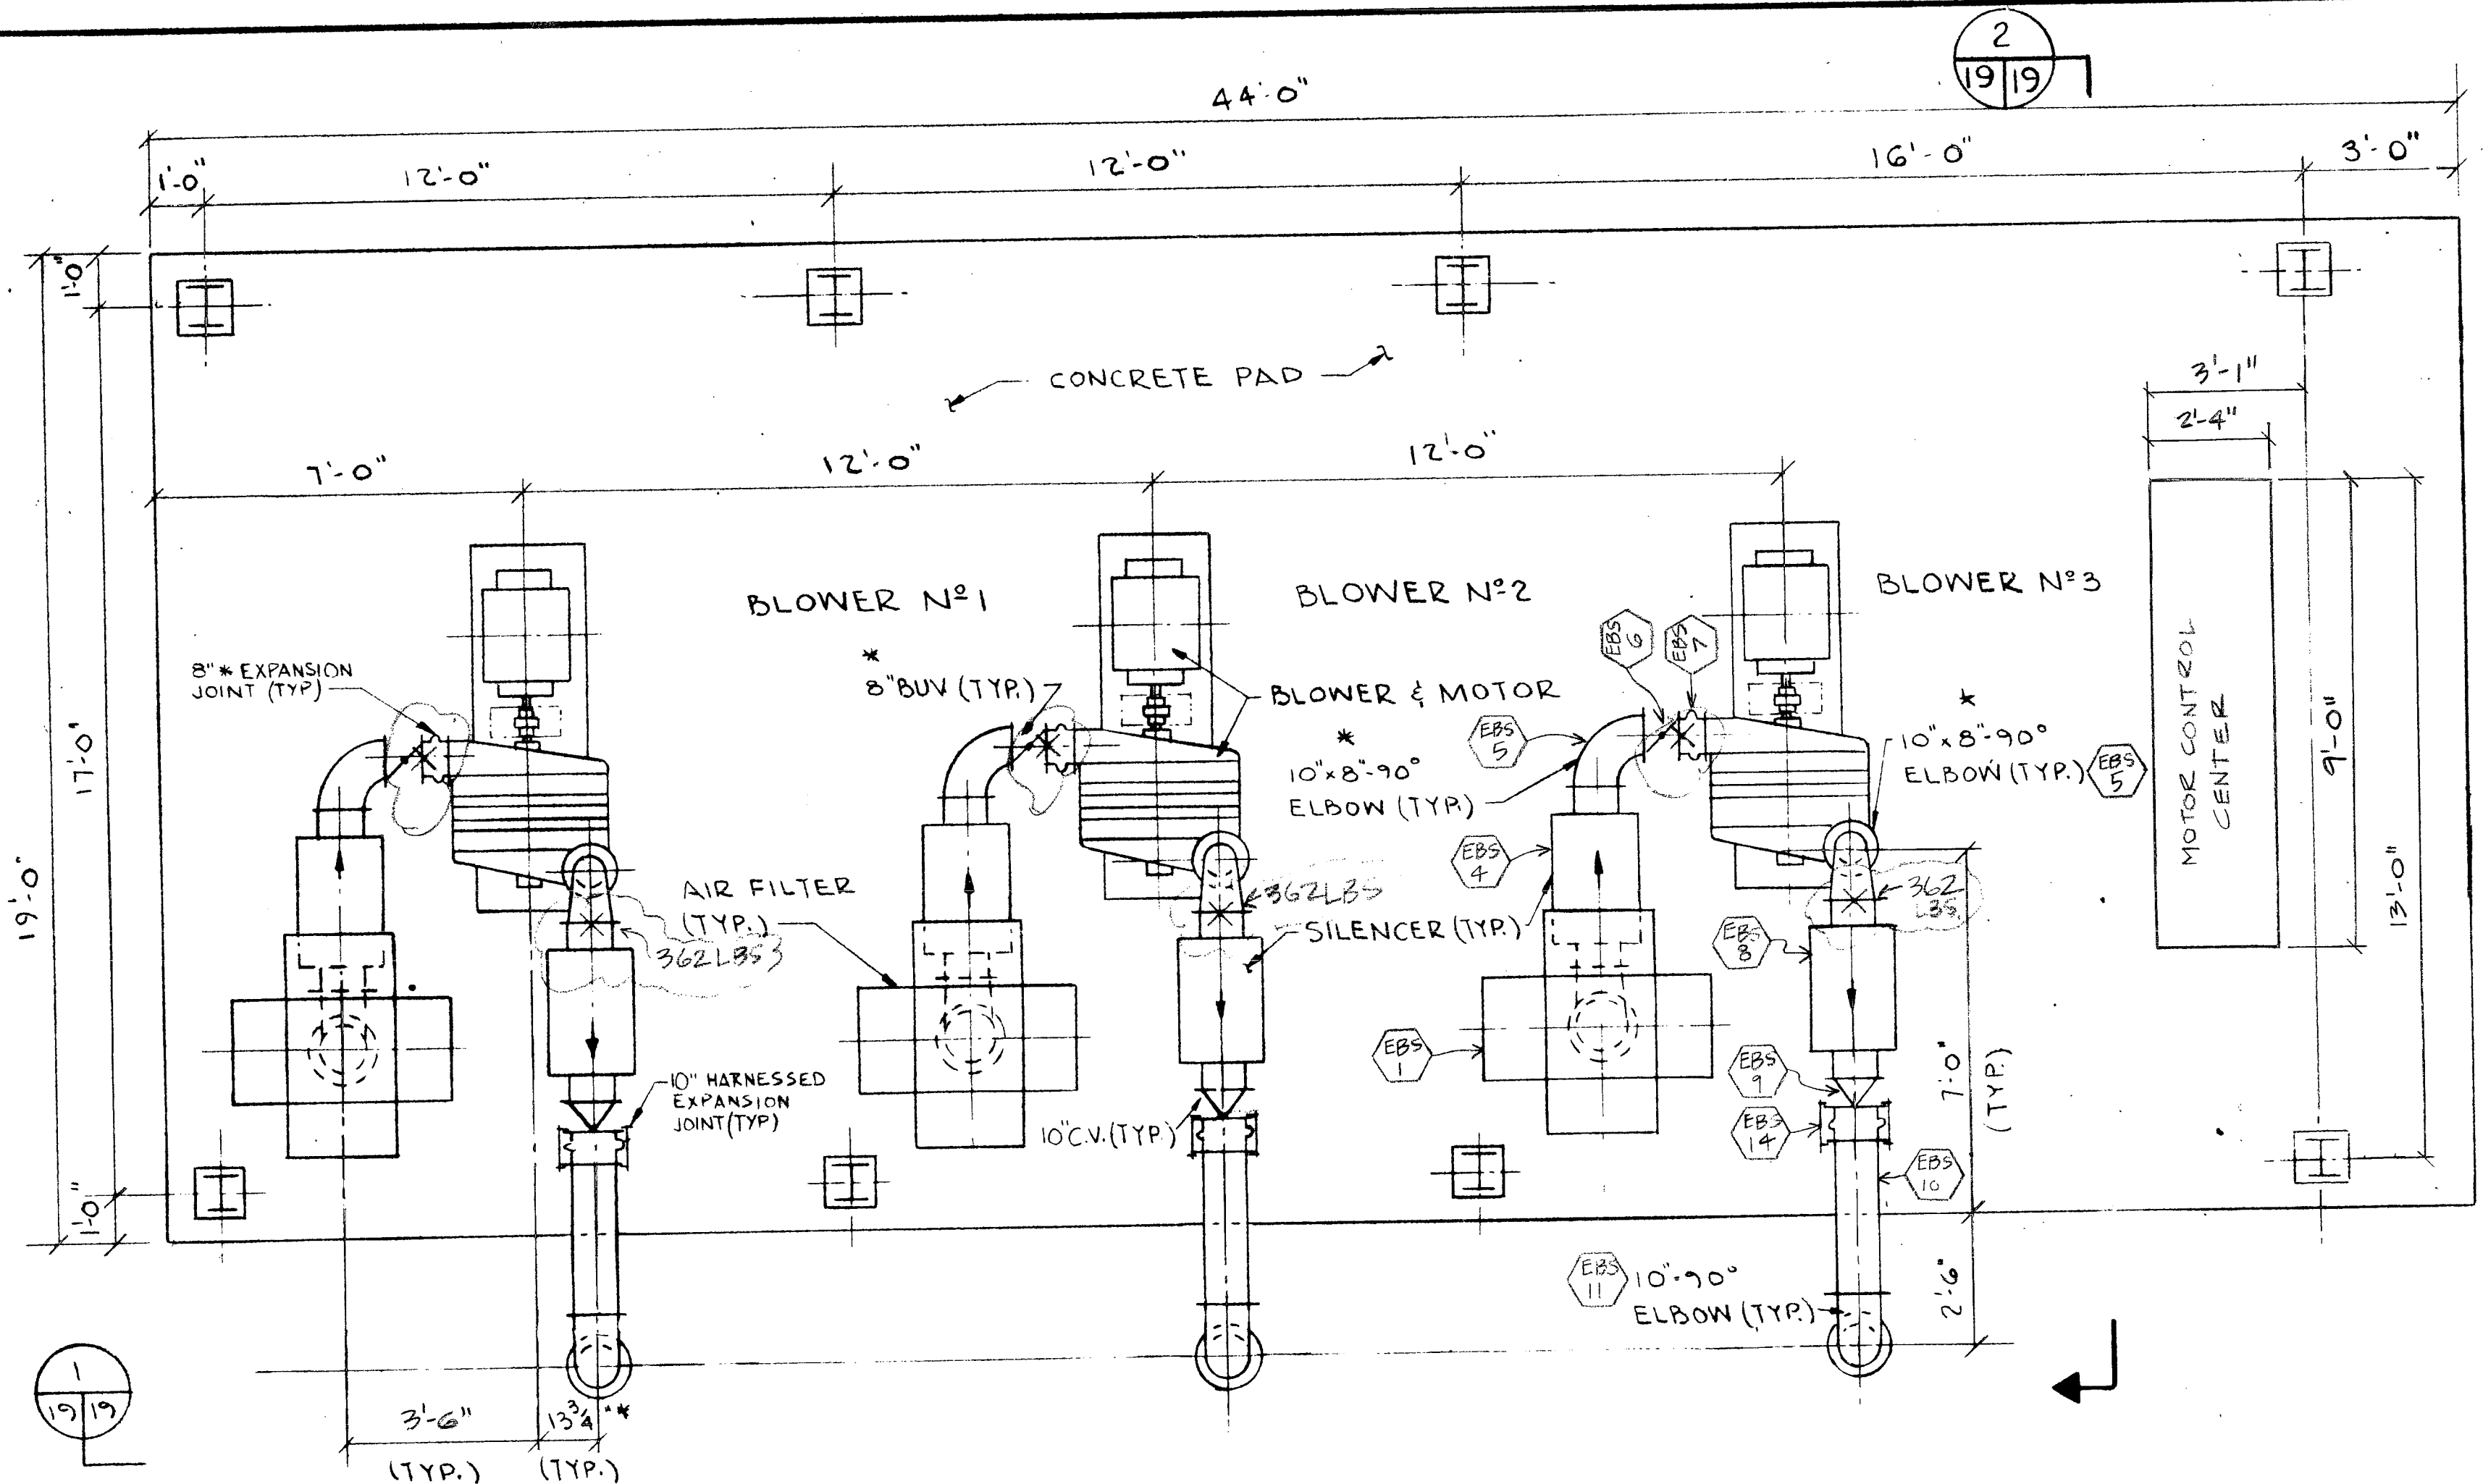 2
19 19
44'-0"
1'-0"
12'-0"
12'-0"
16'-0"
3'-0"
1'-0"
CONCRETE PAD
3'-1"
2'-4"
7'-0"
12'-0"
12'-0"
BLOWER Nº1
BLOWER Nº2
BLOWER Nº3
EBS
6
EBS
7
8"* EXPANSION
JOINT (TYP)
*
8"BUV (TYP.)
BLOWER & MOTOR
EBS
5
*
10"x8"-90°
ELBOW (TYP.)
*
10"x8"-90°
ELBOW (TYP.)
EBS
5
MOTOR CONTROL
CENTER
9'-0"
13'-0"
17'-0"
19'-0"
EBS
4
AIR FILTER
(TYP.)
362LBS
362LBS
362
LBS.
SILENCER (TYP.)
EBS
8
EBS
1
EBS
9
EBS
14
7'-0"
(TYP.)
10" HARNESSED
EXPANSION
JOINT(TYP)
10"C.V.(TYP.)
EBS
10
1'-0"
EBS
11
10"-90°
ELBOW (TYP.)
2'-6"
1
19 19
3'-6"
(TYP.)
13 3/4"*
(TYP.)